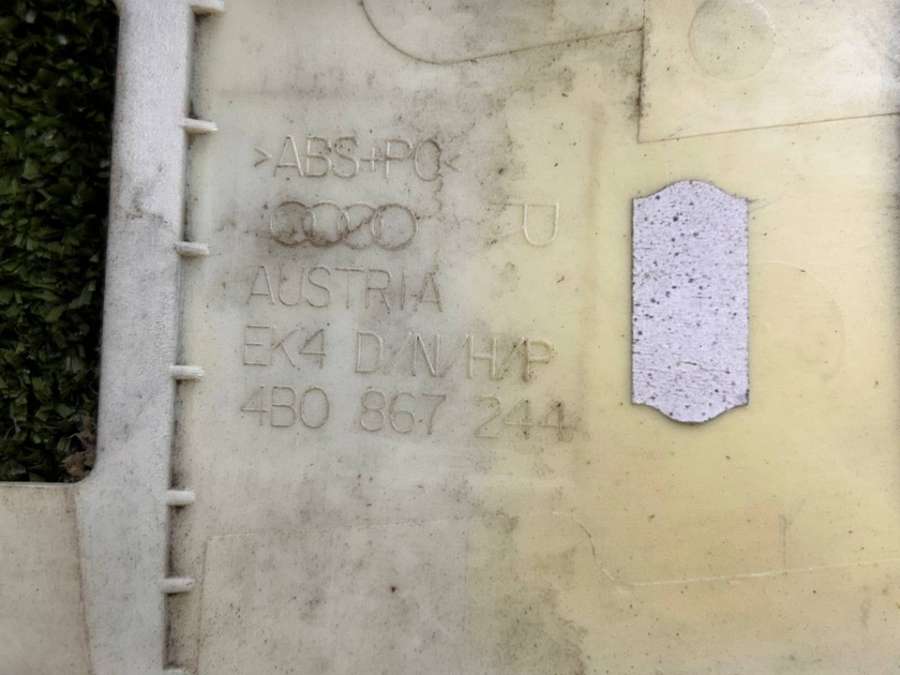 >ABS+PC<
R
AUSTRIA
EK4 D/N/H/P
4B0 867 244